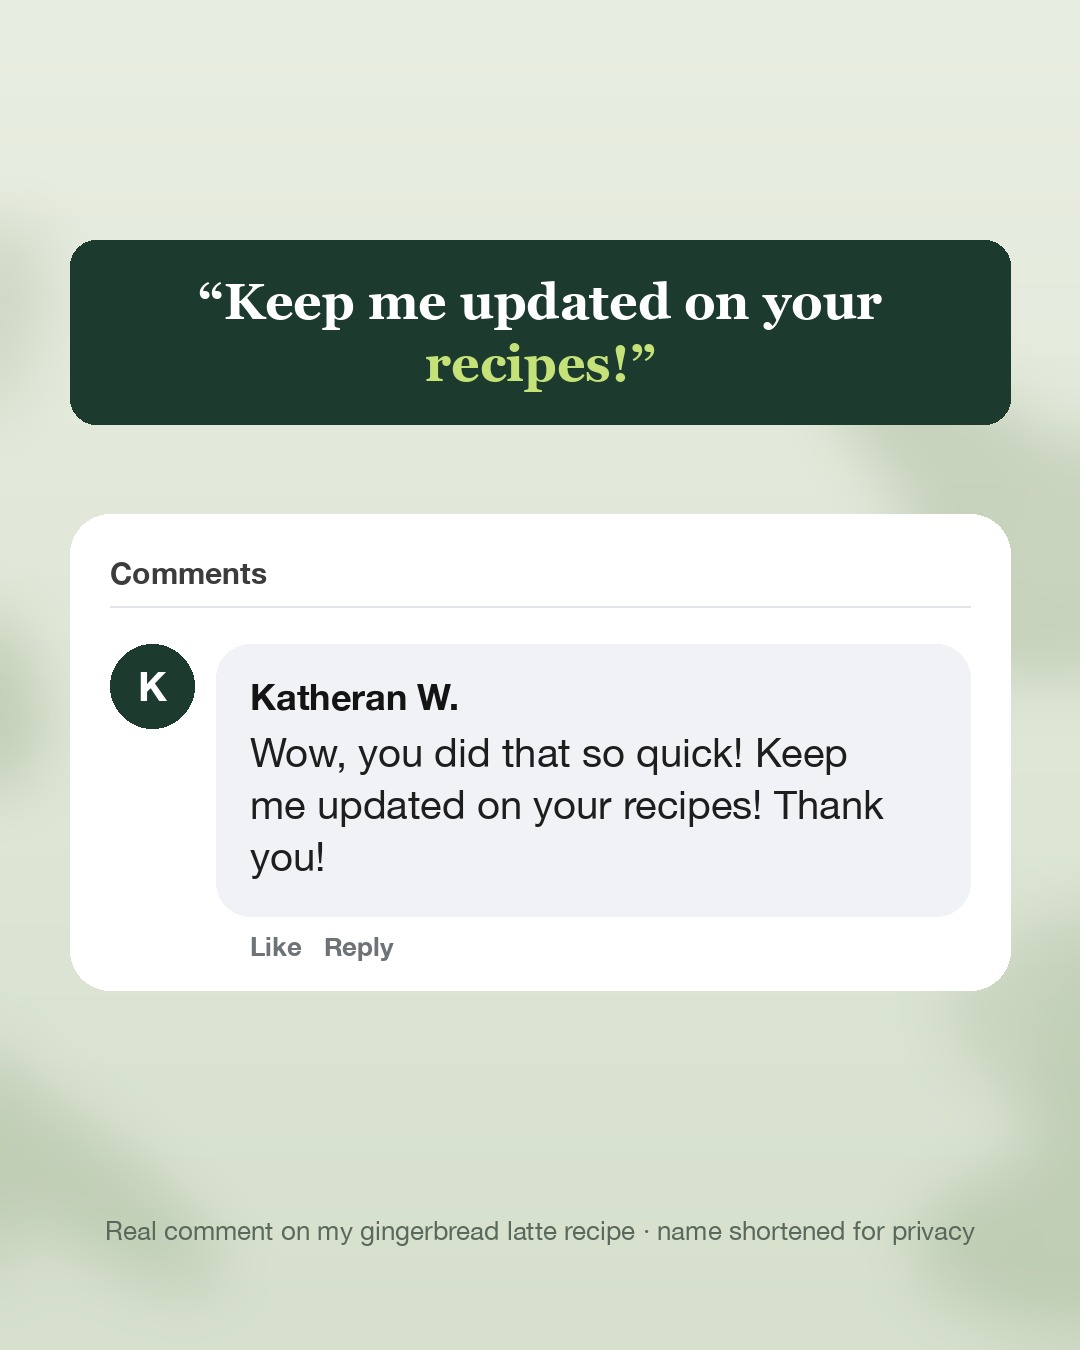 “Keep me updated on your
recipes!”
Comments
K
Katheran W.
Wow, you did that so quick! Keep
me updated on your recipes! Thank
you!
Like Reply
Real comment on my gingerbread latte recipe · name shortened for privacy